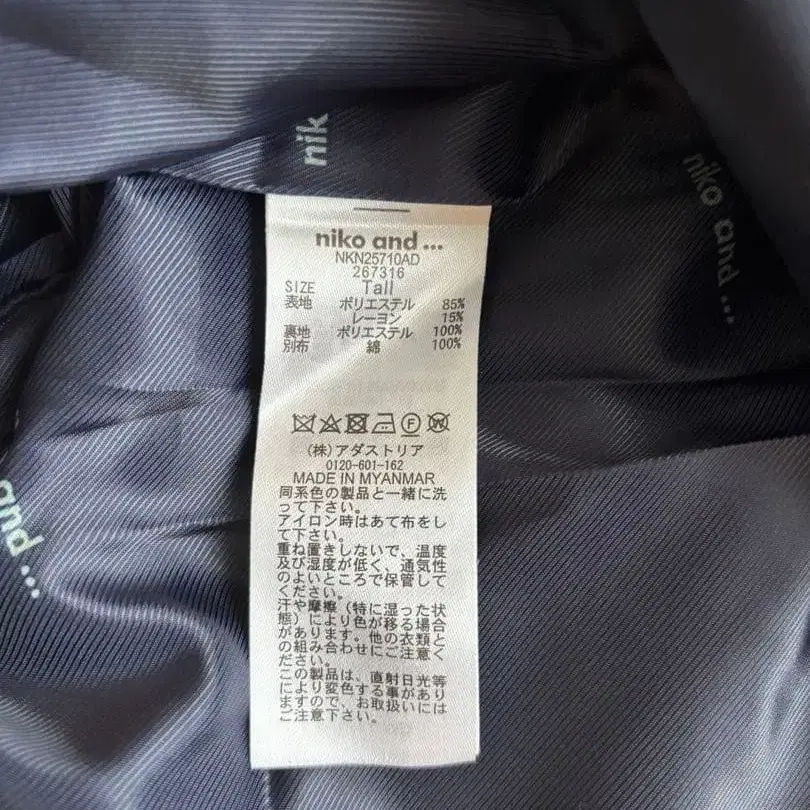 nik
niko and ...
and ...
niko and ...
NKN25710AD
267316
SIZE Tall
表地 ポリエステル 85%
レーヨン 15%
裏地 ポリエステル 100%
別布 綿 100%
F W
(株)アダストリア
0120-601-162
MADE IN MYANMAR
同系色の製品と一緒に洗
って下さい。
アイロン時はあて布をし
て下さい。
重ね置きしないで、温度
及び湿度が低く、通気性
のよいところで保管して
ください。
汗や摩擦(特に湿った状
態)により色が移る場合
があります。他の衣類と
の組み合わせにご注意く
ださい。
この製品は、直射日光等
により変色する事があり
ますので、お取扱いには
ご注意下さい。